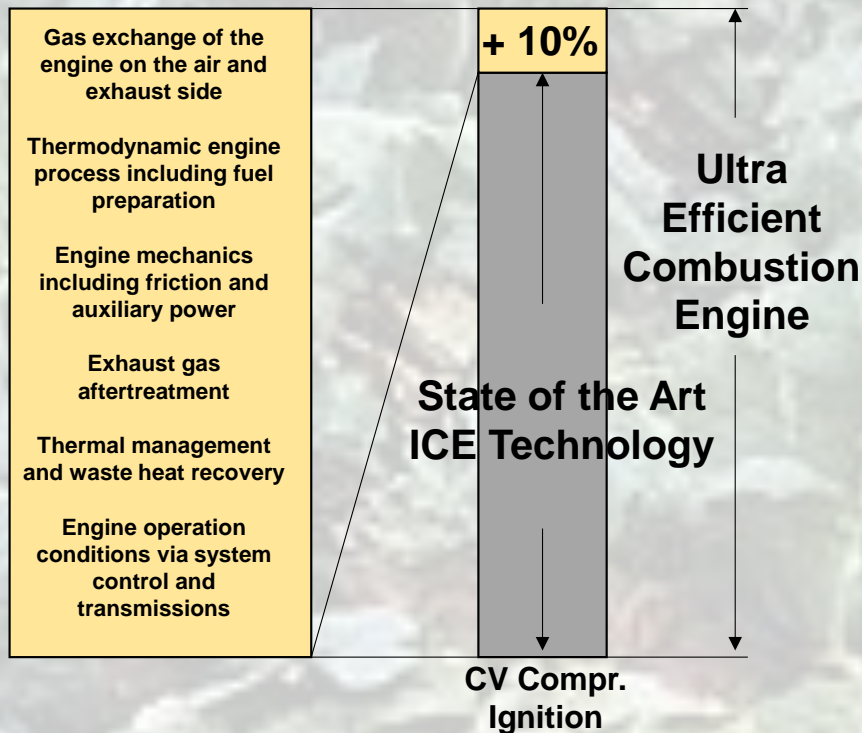 Gas exchange of the
engine on the air and
exhaust side
Thermodynamic engine
process including fuel
preparation
Engine mechanics
including friction and
auxiliary power
Exhaust gas
aftertreatment
Thermal management
and waste heat recovery
Engine operation
conditions via system
control and
transmissions
+ 10%
State of the Art
ICE Technology
CV Compr.
Ignition
Ultra
Efficient
Combustion
Engine